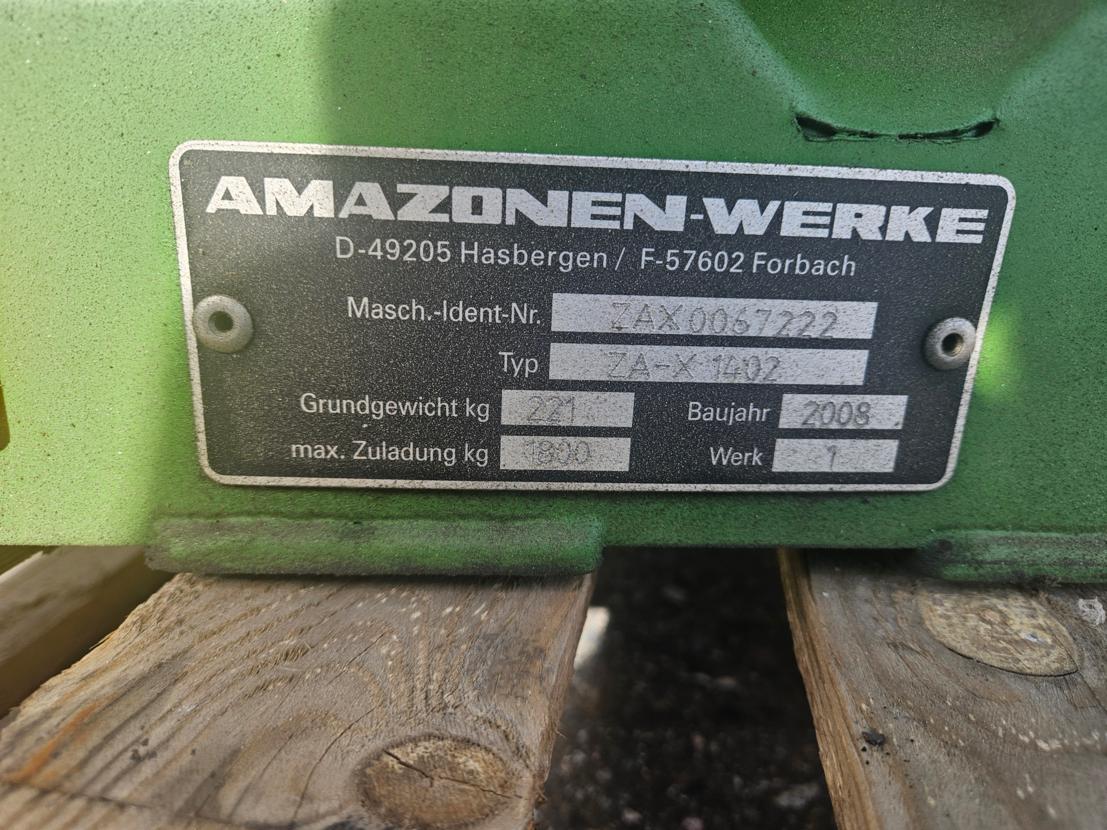 AMAZONEN-WERKE
D-49205 Hasbergen / F-57602 Forbach
Masch.-Ident-Nr. ZAX0067222
Typ ZA-X 1402
Grundgewicht kg 221 Baujahr 2008
max. Zuladung kg 1800 Werk 1